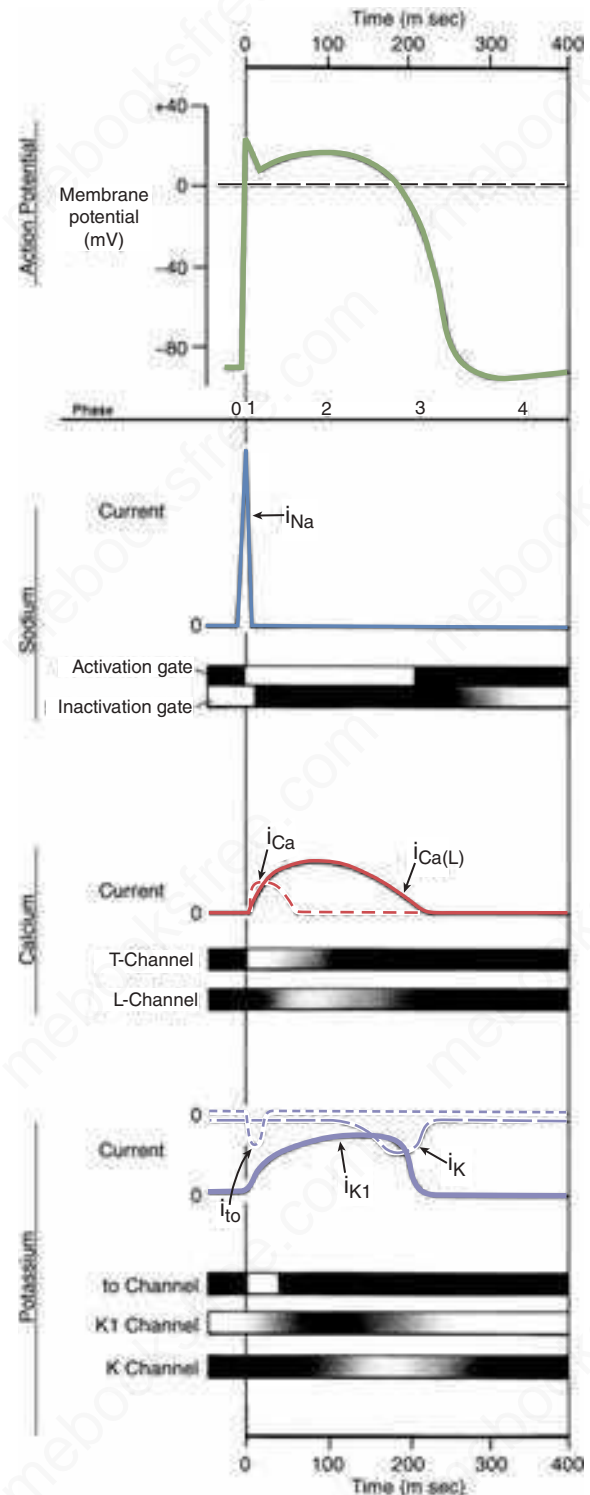 Time (m sec)
0 100 200 300 400
Action Potential
+40
0
-40
-80
Membrane
potential
(mV)
Phase 0 1 2 3 4
Sodium
Current
iNa
0
Activation gate
Inactivation gate
Calcium
iCa
iCa(L)
Current
0
T-Channel
L-Channel
Potassium
0
Current
iK
iK1
0
ito
to Channel
K1 Channel
K Channel
0 100 200 300 400
Time (m sec)
mebooksfree.com